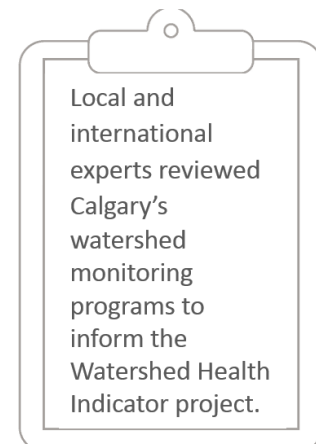 Local and
international
experts reviewed
Calgary’s
watershed
monitoring
programs to
inform the
Watershed Health
Indicator project.